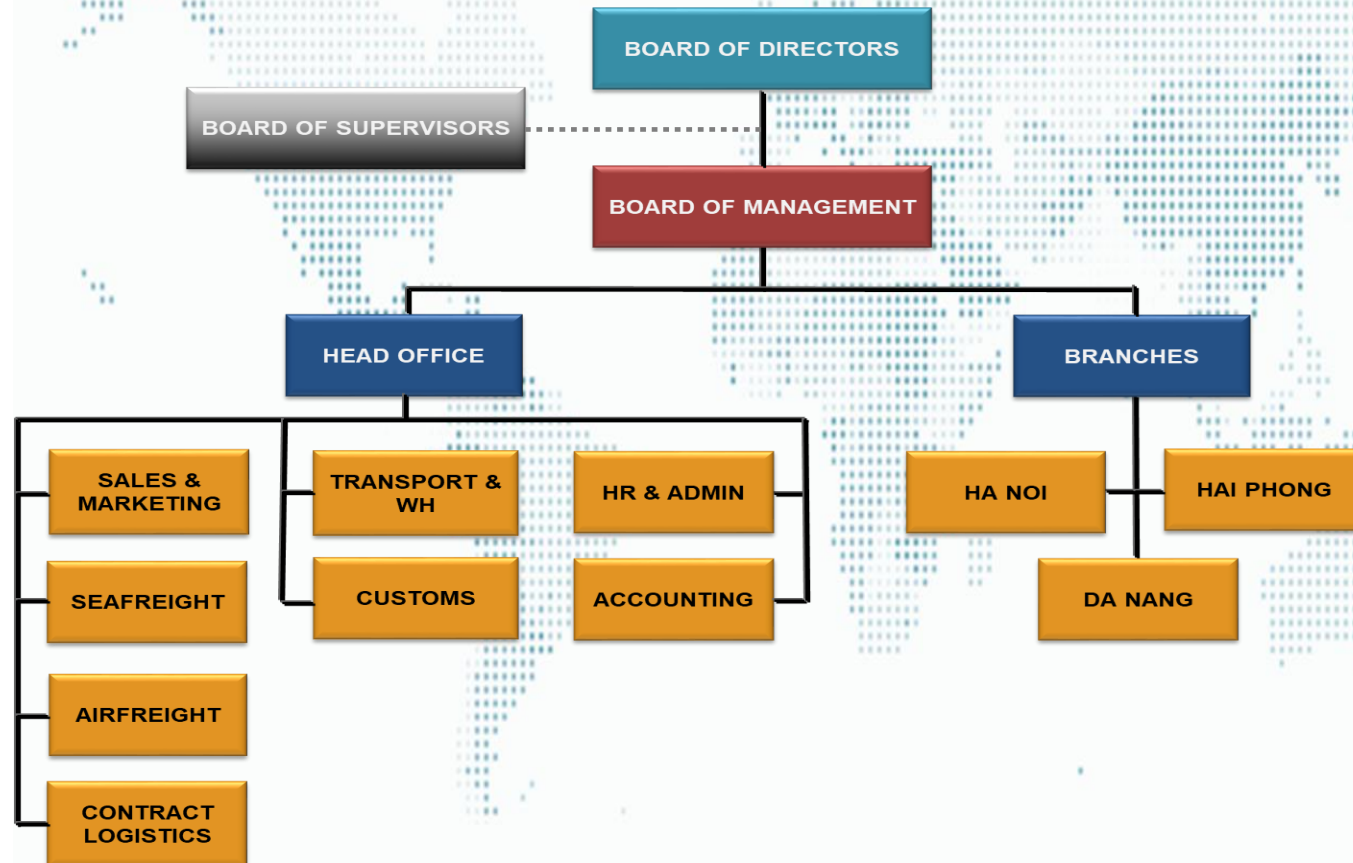 BOARD OF DIRECTORS
BOARD OF SUPERVISORS
BOARD OF MANAGEMENT
HEAD OFFICE
BRANCHES
SALES &
MARKETING
TRANSPORT &
WH
HR & ADMIN
HA NOI
HAI PHONG
SEAFREIGHT
CUSTOMS
ACCOUNTING
DA NANG
AIRFREIGHT
CONTRACT
LOGISTICS